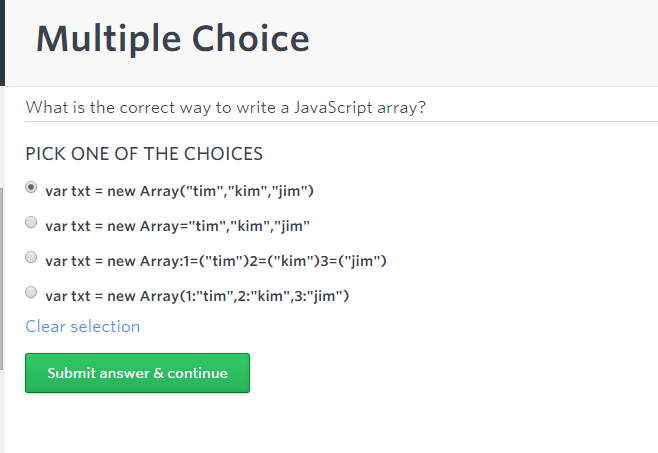 Multiple Choice
What is the correct way to write a JavaScript array?
PICK ONE OF THE CHOICES
var txt = new Array("tim","kim","jim")
var txt = new Array="tim","kim","jim"
var txt = new Array:1=("tim")2=("kim")3=("jim")
var txt = new Array(1:"tim",2:"kim",3:"jim")
Clear selection
Submit answer & continue